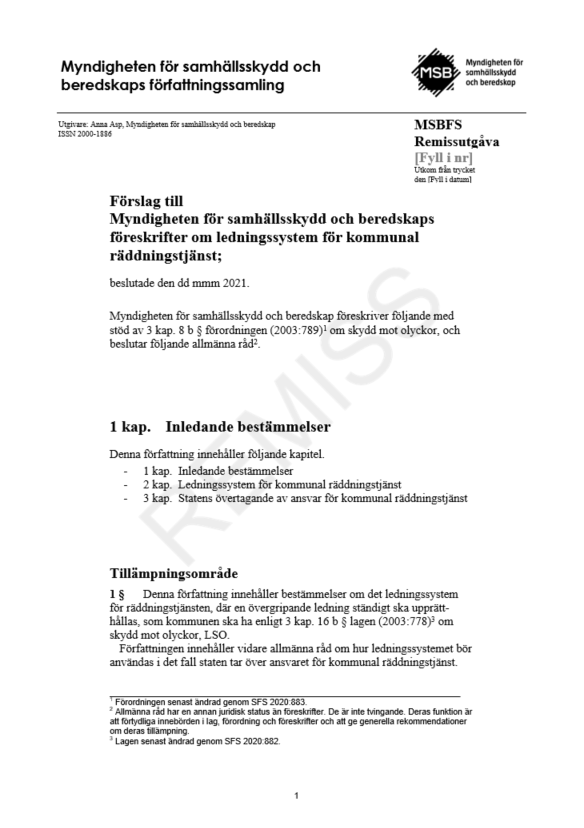 Myndigheten för samhällsskydd och
beredskaps författningssamling
MSB
Myndigheten för
samhällsskydd
och beredskap
Utgivare: Anna Asp, Myndigheten för samhällsskydd och beredskap
ISSN 2000-1886
MSBFS
Remissutgåva
[Fyll i nr]
Utkom från trycket
den [Fyll i datum]
Förslag till
Myndigheten för samhällsskydd och beredskaps
föreskrifter om ledningssystem för kommunal
räddningstjänst;
beslutade den dd mmm 2021.
Myndigheten för samhällsskydd och beredskap föreskriver följande med
stöd av 3 kap. 8 b § förordningen (2003:789)¹ om skydd mot olyckor, och
beslutar följande allmänna råd².
REMISS
1 kap. Inledande bestämmelser
Denna författning innehåller följande kapitel.
- 1 kap. Inledande bestämmelser
- 2 kap. Ledningssystem för kommunal räddningstjänst
- 3 kap. Statens övertagande av ansvar för kommunal räddningstjänst
Tillämpningsområde
1 § Denna författning innehåller bestämmelser om det ledningssystem
för räddningstjänsten, där en övergripande ledning ständigt ska upprätt-
hållas, som kommunen ska ha enligt 3 kap. 16 b § lagen (2003:778)³ om
skydd mot olyckor, LSO.
Författningen innehåller vidare allmänna råd om hur ledningssystemet bör
användas i det fall staten tar över ansvaret för kommunal räddningstjänst.
¹ Förordningen senast ändrad genom SFS 2020:883.
² Allmänna råd har en annan juridisk status än föreskrifter. De är inte tvingande. Deras funktion är
att förtydliga innebörden i lag, förordning och föreskrifter och att ge generella rekommendationer
om deras tillämpning.
³ Lagen senast ändrad genom SFS 2020:882.
1